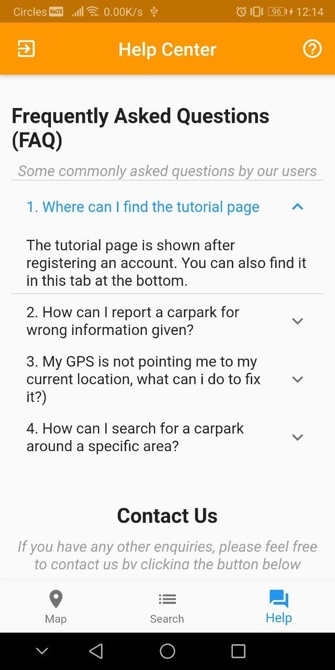 Circles 0.00K/s 96 12:14
Help Center
Frequently Asked Questions
(FAQ)
Some commonly asked questions by our users
1. Where can I find the tutorial page
The tutorial page is shown after
registering an account. You can also find it
in this tab at the bottom.
2. How can I report a carpark for
wrong information given?
3. My GPS is not pointing me to my
current location, what can i do to fix
it?)
4. How can I search for a carpark
around a specific area?
Contact Us
If you have any other enquiries, please feel free
to contact us by clicking the button below
Map
Search
Help